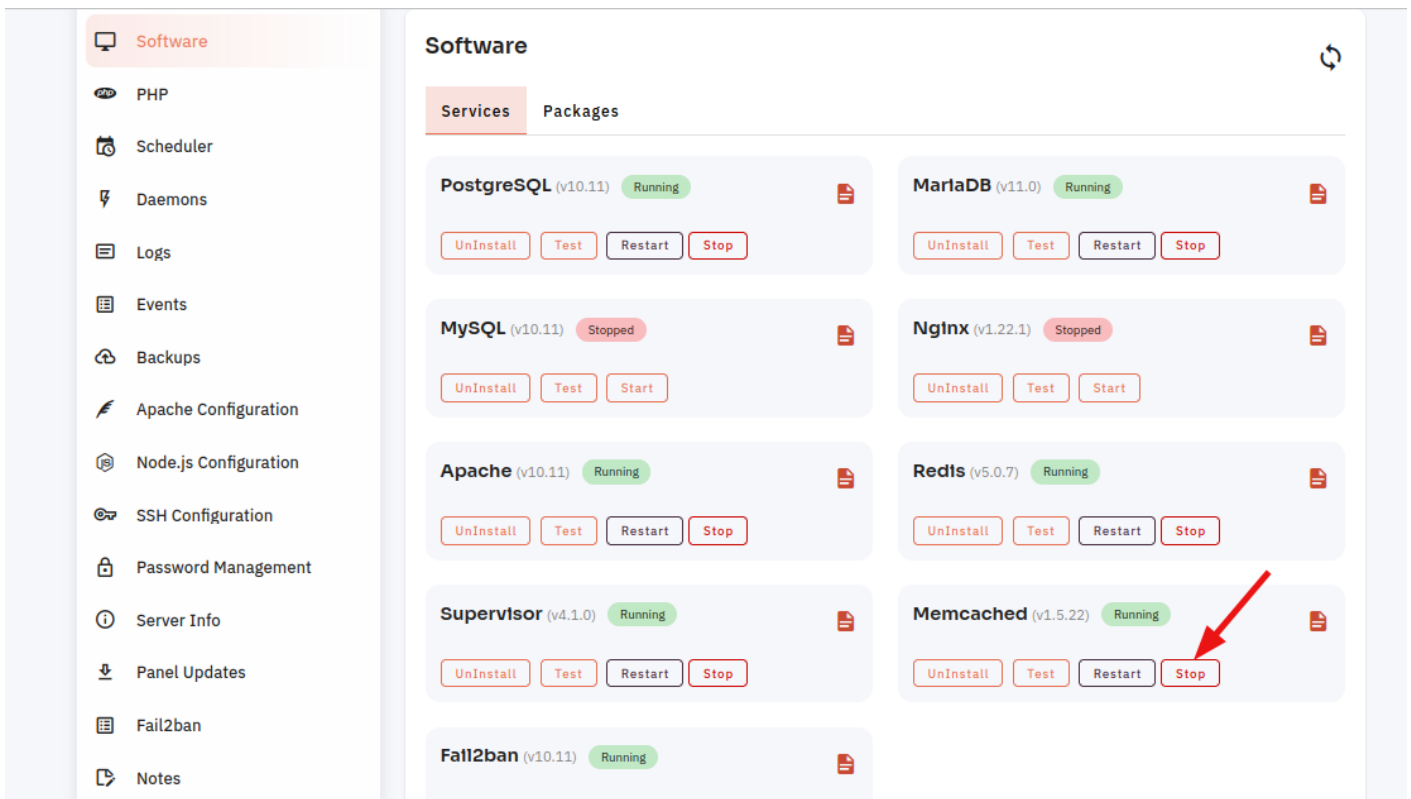 Software
PHP
Scheduler
Daemons
Logs
Events
Backups
Apache Configuration
Node.js Configuration
SSH Configuration
Password Management
Server Info
Panel Updates
Fail2ban
Notes
Software
Services Packages
PostgreSQL (v10.11) Running
UnInstall Test Restart Stop
MariaDB (v11.0) Running
UnInstall Test Restart Stop
MySQL (v10.11) Stopped
UnInstall Test Start
Nginx (v1.22.1) Stopped
UnInstall Test Start
Apache (v10.11) Running
UnInstall Test Restart Stop
Redis (v5.0.7) Running
UnInstall Test Restart Stop
Supervisor (v4.1.0) Running
UnInstall Test Restart Stop
Memcached (v1.5.22) Running
UnInstall Test Restart Stop
Fail2ban (v10.11) Running